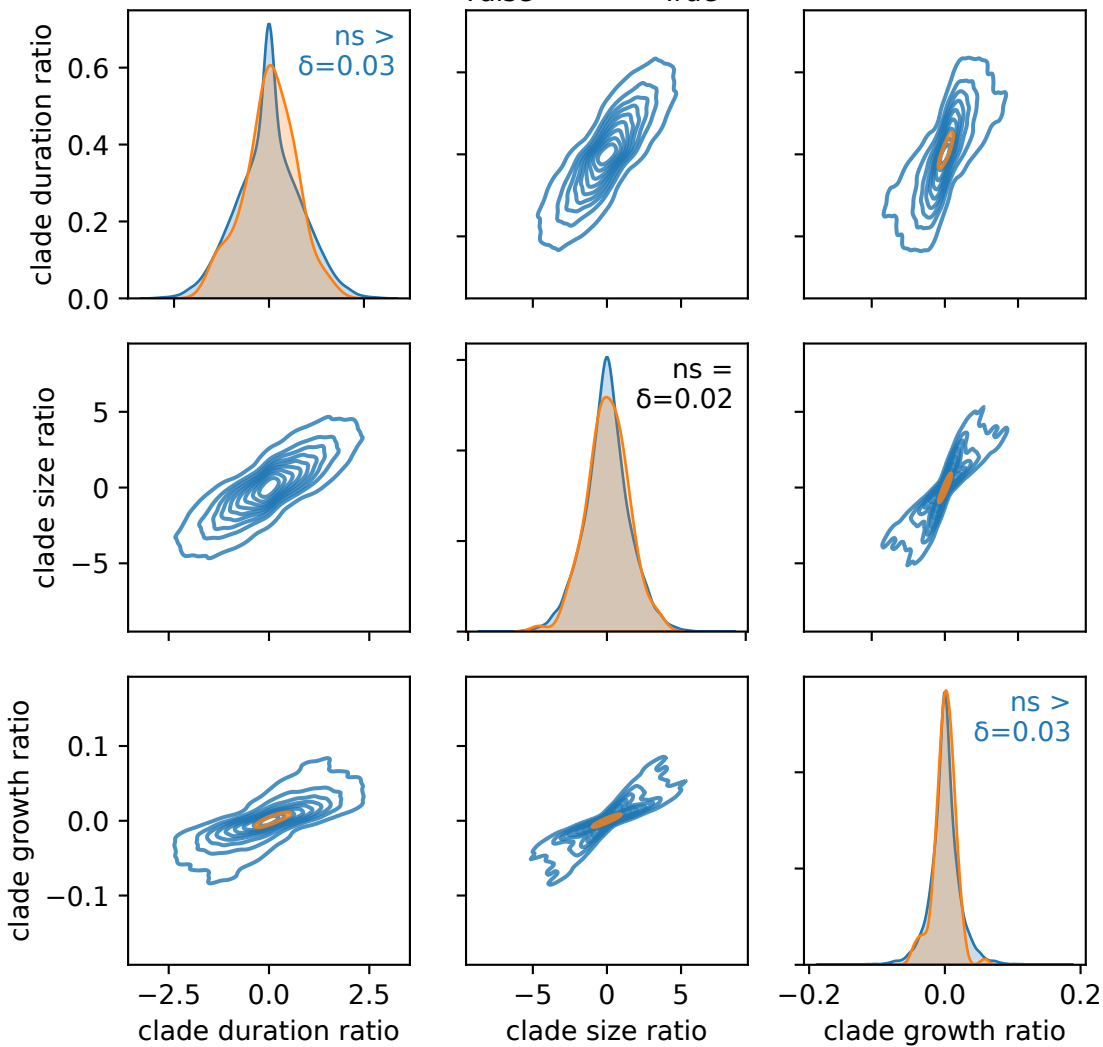 clade duration ratio
0.6
0.4
0.2
0.0
ns >
δ=0.03
clade size ratio
5
0
−5
ns =
δ=0.02
−5
0
5
clade growth ratio
0.1
0.0
−0.1
ns >
δ=0.03
−2.5
0.0
2.5
clade duration ratio
−5
0
5
clade size ratio
−0.2
0.0
0.2
clade growth ratio